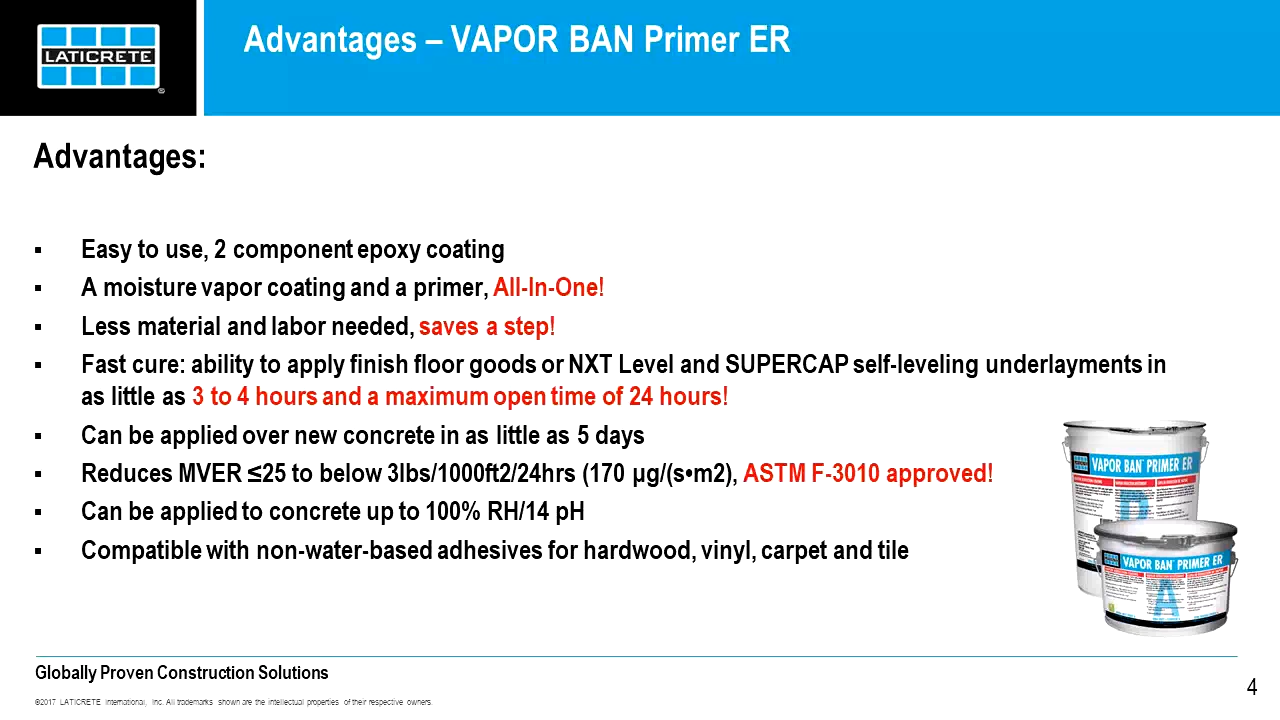 LATICRETE
®
Advantages – VAPOR BAN Primer ER
Advantages:
▪ Easy to use, 2 component epoxy coating
▪ A moisture vapor coating and a primer, All-In-One!
▪ Less material and labor needed, saves a step!
▪ Fast cure: ability to apply finish floor goods or NXT Level and SUPERCAP self-leveling underlayments in
as little as 3 to 4 hours and a maximum open time of 24 hours!
▪ Can be applied over new concrete in as little as 5 days
▪ Reduces MVER ≤25 to below 3lbs/1000ft2/24hrs (170 µg/(s•m2), ASTM F-3010 approved!
▪ Can be applied to concrete up to 100% RH/14 pH
▪ Compatible with non-water-based adhesives for hardwood, vinyl, carpet and tile
VAPOR BAN™ PRIMER ER
VAPOR BAN™ PRIMER ER
A
Globally Proven Construction Solutions
4
©2017 LATICRETE International, Inc. All trademarks shown are the intellectual properties of their respective owners.